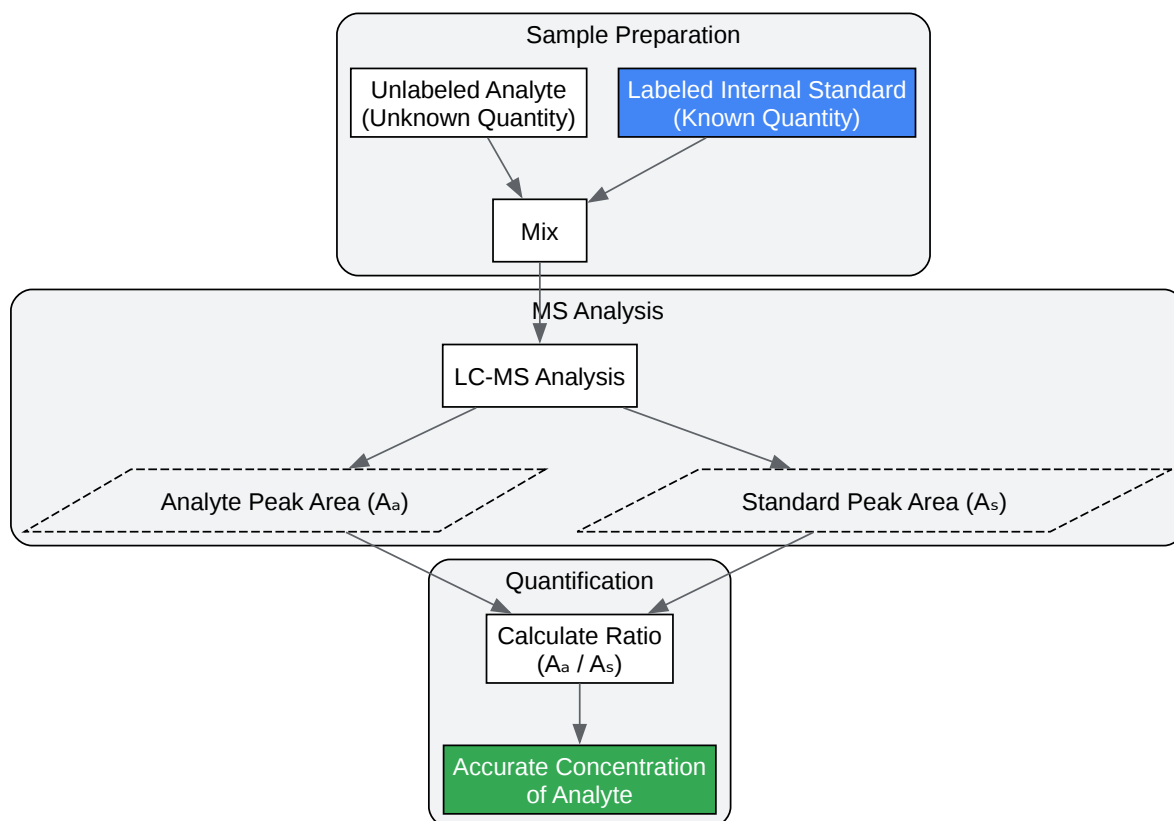 Sample Preparation
Unlabeled Analyte
(Unknown Quantity)
Labeled Internal Standard
(Known Quantity)
Mix
MS Analysis
LC-MS Analysis
Analyte Peak Area (Aₐ)
Standard Peak Area (Aₛ)
Quantification
Calculate Ratio
(Aₐ / Aₛ)
Accurate Concentration
of Analyte